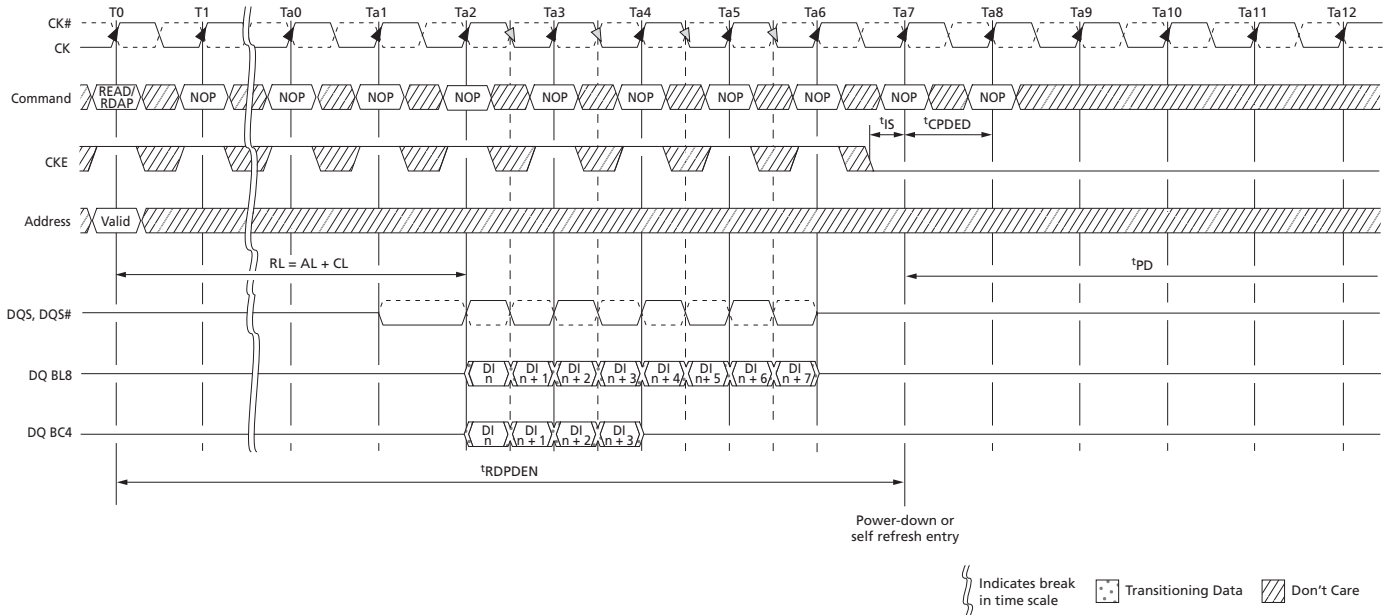 T0 T1 Ta0 Ta1 Ta2 Ta3 Ta4 Ta5 Ta6 Ta7 Ta8 Ta9 Ta10 Ta11 Ta12
CK#
CK
Command READ/ RDAP NOP NOP NOP NOP NOP NOP NOP NOP NOP NOP
tIS tCPDED
CKE
Address Valid
RL = AL + CL tPD
DQS, DQS#
DQ BL8 DI n DI n + 1 DI n + 2 DI n + 3 DI n + 4 DI n + 5 DI n + 6 DI n + 7
DQ BC4 DI n DI n + 1 DI n + 2 DI n + 3
tRDPDEN
Power-down or
self refresh entry
Indicates break
in time scale
Transitioning Data
Don't Care